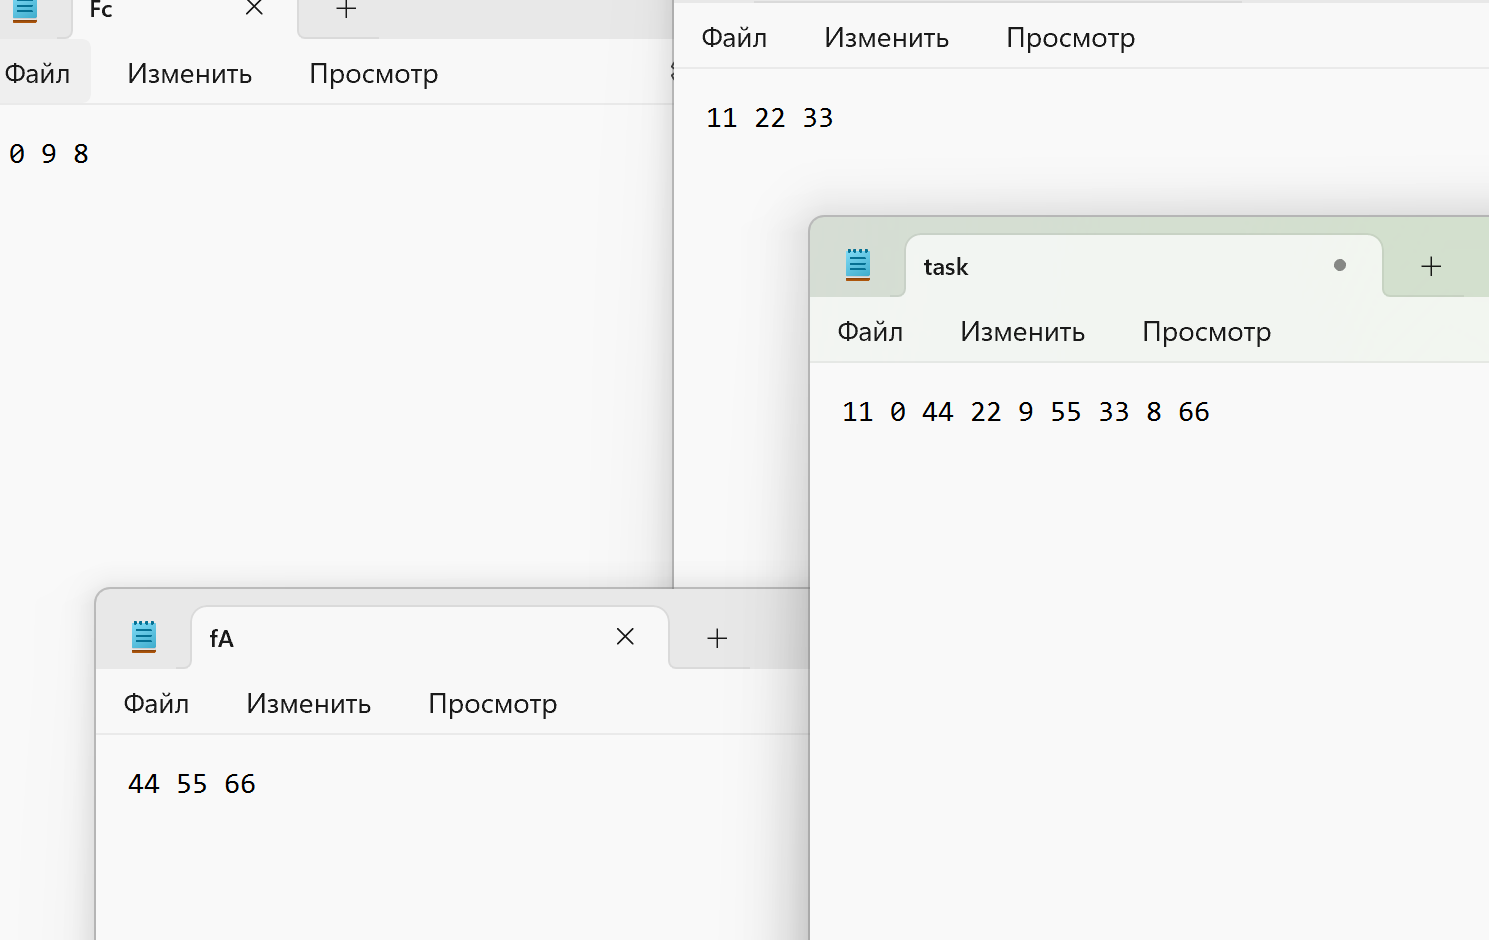 Fc
Файл Изменить Просмотр
0 9 8
Файл Изменить Просмотр
11 22 33
task
Файл Изменить Просмотр
11 0 44 22 9 55 33 8 66
fA
Файл Изменить Просмотр
44 55 66